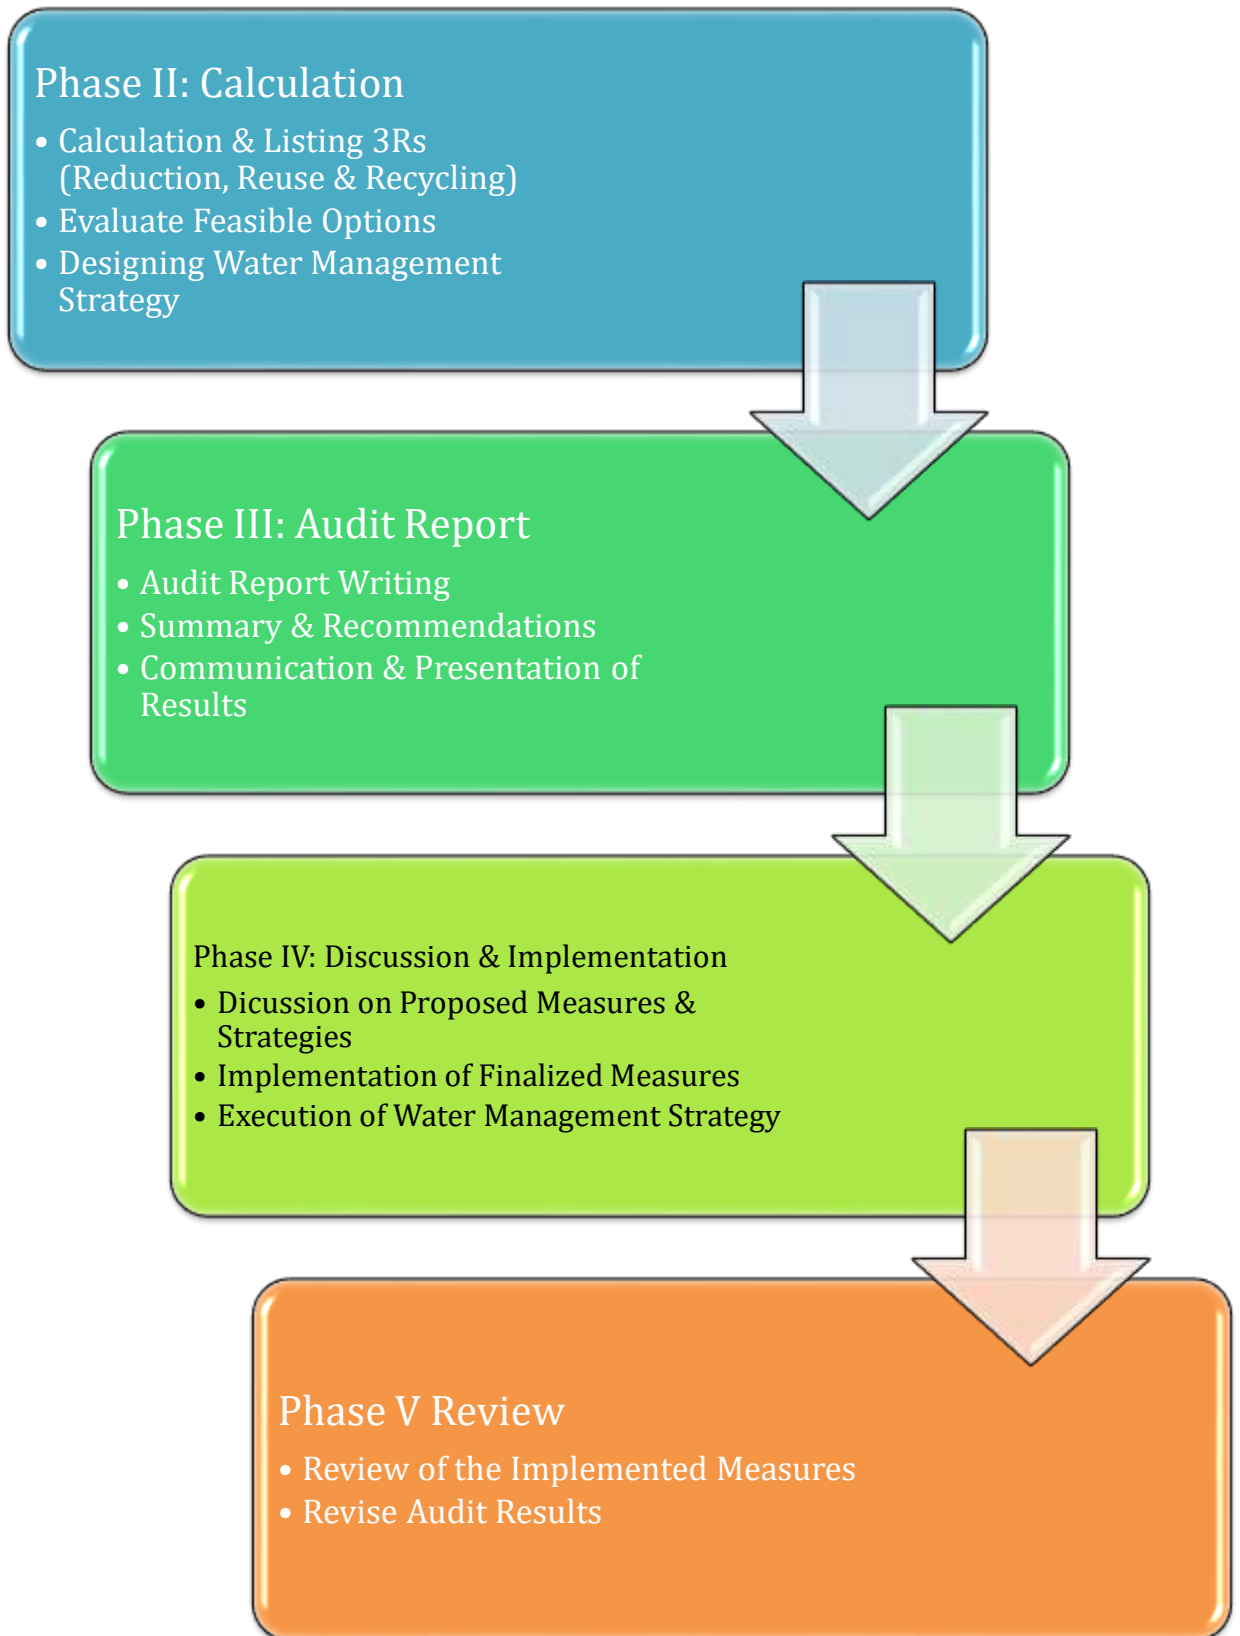 Phase II: Calculation
• Calculation & Listing 3Rs
(Reduction, Reuse & Recycling)
• Evaluate Feasible Options
• Designing Water Management
Strategy
Phase III: Audit Report
• Audit Report Writing
• Summary & Recommendations
• Communication & Presentation of
Results
Phase IV: Discussion & Implementation
• Dicussion on Proposed Measures &
Strategies
• Implementation of Finalized Measures
• Execution of Water Management Strategy
Phase V Review
• Review of the Implemented Measures
• Revise Audit Results